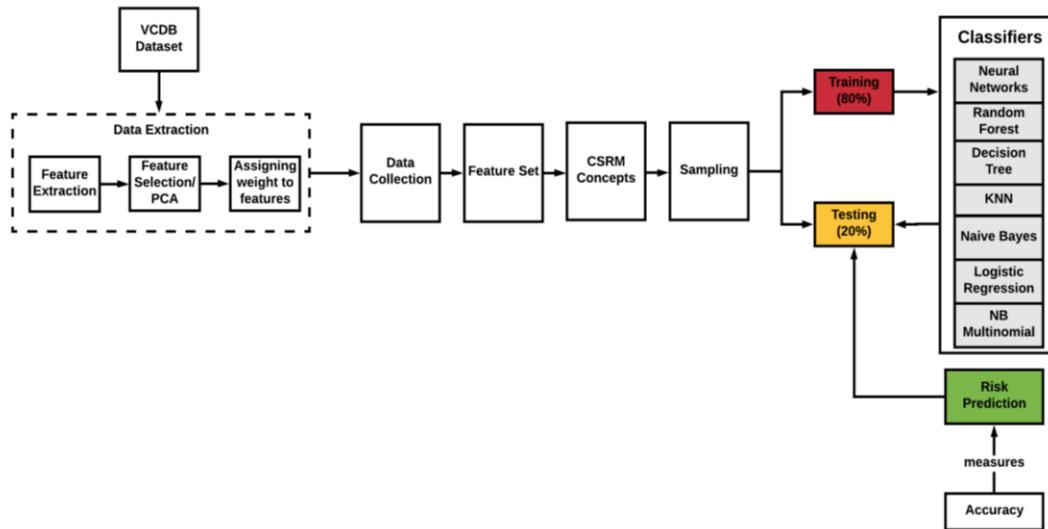 VCDB
Dataset
Data Extraction
Feature
Extraction
Feature
Selection/
PCA
Assigning
weight to
features
Data
Collection
Feature Set
CSRM
Concepts
Sampling
Training
(80%)
Testing
(20%)
Classifiers
Neural
Networks
Random
Forest
Decision
Tree
KNN
Naive Bayes
Logistic
Regression
NB
Multinomial
Risk
Prediction
measures
Accuracy